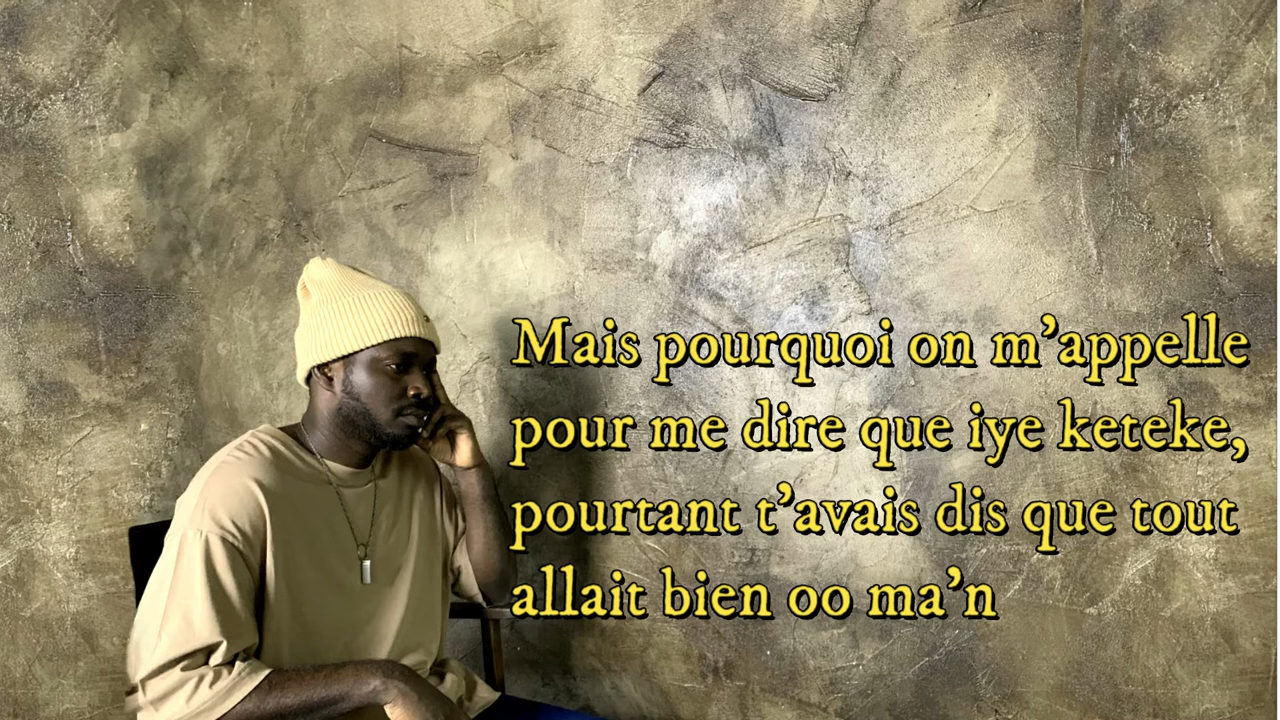 Mais pourquoi on m’appelle
pour me dire que iye keteke,
pourtant t’avais dis que tout
allait bien oo ma’n